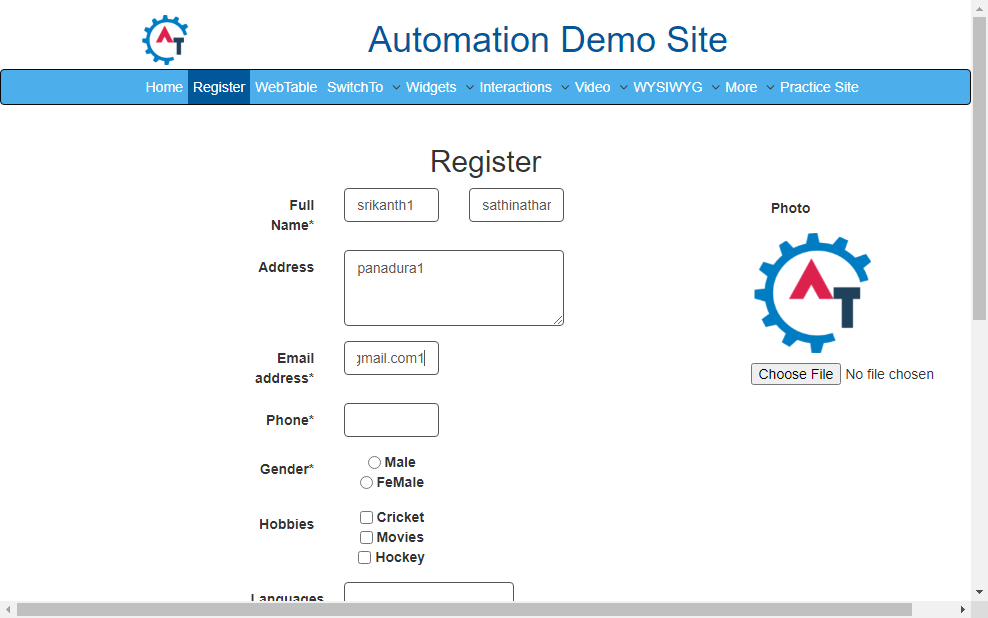 Automation Demo Site
Home Register WebTable SwitchTo Widgets Interactions Video WYSIWYG More Practice Site
Register
Full Name* srikanth1 sathinathar
Photo
Address panadura1
AT
Email address* gmail.com1
Choose File No file chosen
Phone*
Gender* Male
FeMale
Hobbies Cricket
Movies
Hockey
Languages